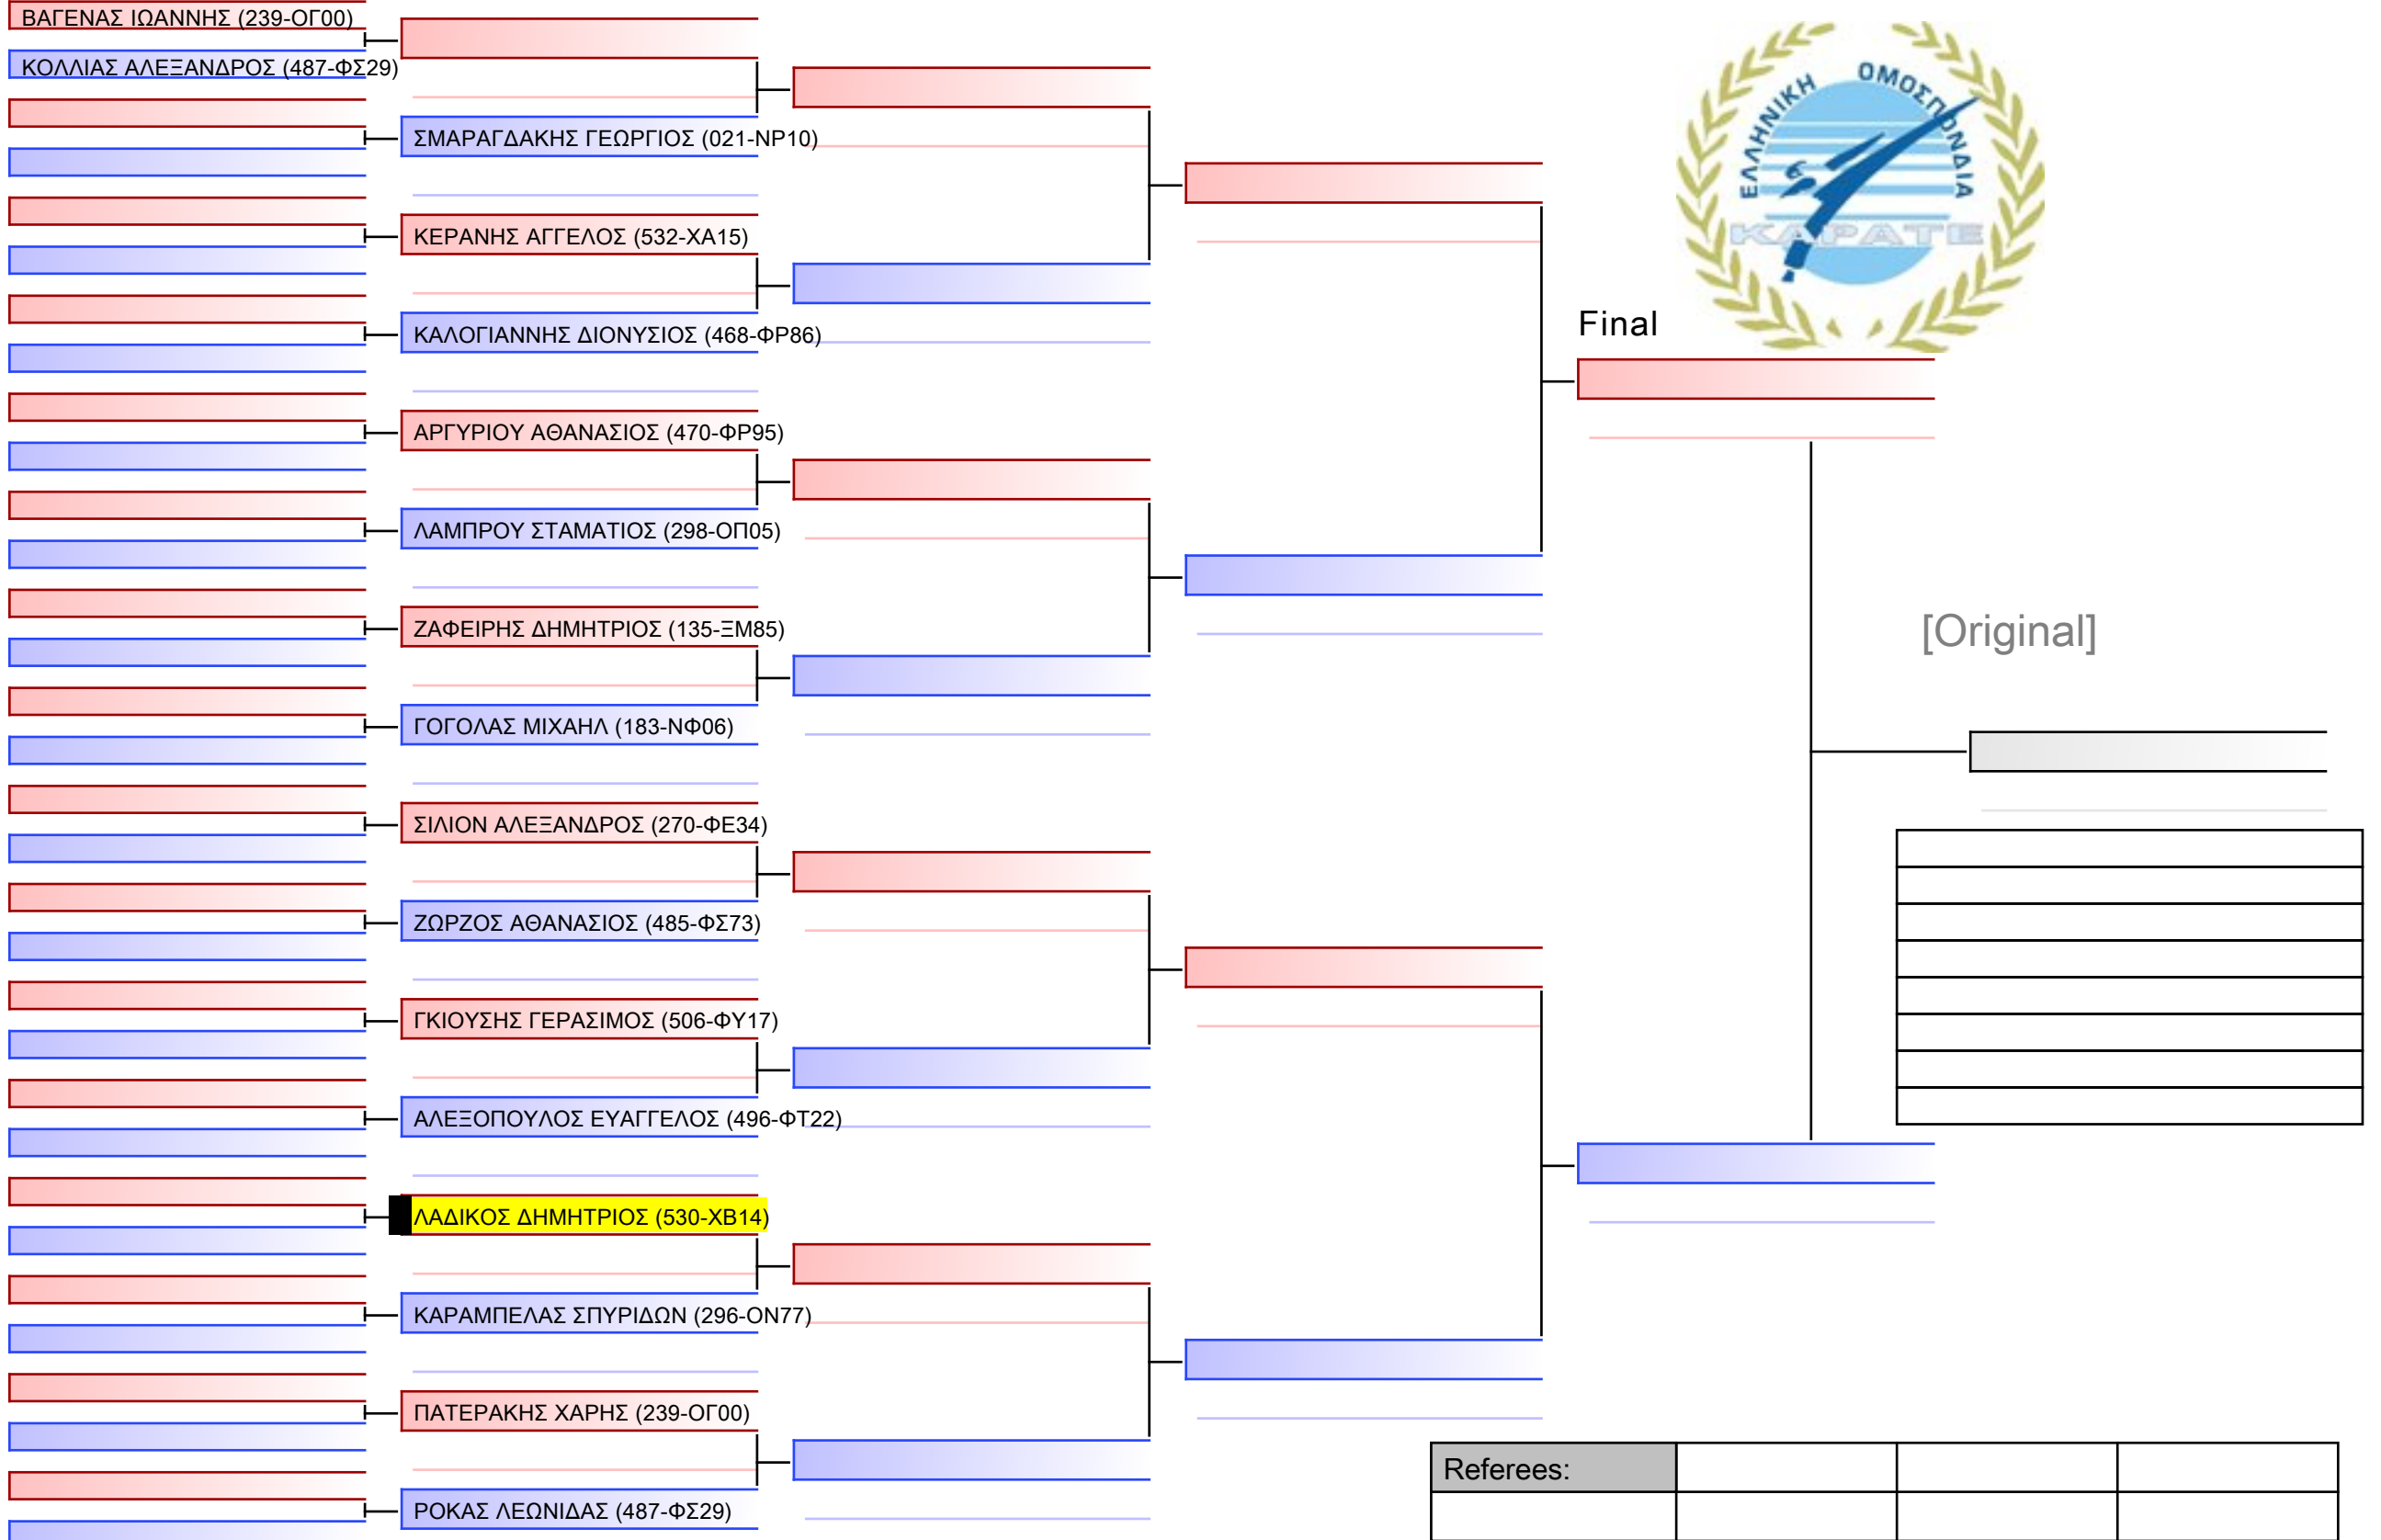 ΒΑΓΕΝΑΣ ΙΩΑΝΝΗΣ (239-ΟΓ00)
ΚΟΛΛΙΑΣ ΑΛΕΞΑΝΔΡΟΣ (487-ΦΣ29)
ΣΜΑΡΑΓΔΑΚΗΣ ΓΕΩΡΓΙΟΣ (021-ΝΡ10)
ΚΕΡΑΝΗΣ ΑΓΓΕΛΟΣ (532-ΧΑ15)
ΚΑΛΟΓΙΑΝΝΗΣ ΔΙΟΝΥΣΙΟΣ (468-ΦΡ86)
ΑΡΓΥΡΙΟΥ ΑΘΑΝΑΣΙΟΣ (470-ΦΡ95)
ΛΑΜΠΡΟΥ ΣΤΑΜΑΤΙΟΣ (298-ΟΠ05)
ΖΑΦΕΙΡΗΣ ΔΗΜΗΤΡΙΟΣ (135-ΞΜ85)
ΓΟΓΟΛΑΣ ΜΙΧΑΗΛ (183-ΝΦ06)
ΣΙΛΙΟΝ ΑΛΕΞΑΝΔΡΟΣ (270-ΦΕ34)
ΖΩΡΖΟΣ ΑΘΑΝΑΣΙΟΣ (485-ΦΣ73)
ΓΚΙΟΥΣΗΣ ΓΕΡΑΣΙΜΟΣ (506-ΦΥ17)
ΑΛΕΞΟΠΟΥΛΟΣ ΕΥΑΓΓΕΛΟΣ (496-ΦΤ22)
ΛΑΔΙΚΟΣ ΔΗΜΗΤΡΙΟΣ (530-ΧΒ14)
ΚΑΡΑΜΠΕΛΑΣ ΣΠΥΡΙΔΩΝ (296-ΟΝ77)
ΠΑΤΕΡΑΚΗΣ ΧΑΡΗΣ (239-ΟΓ00)
ΡΟΚΑΣ ΛΕΩΝΙΔΑΣ (487-ΦΣ29)
ΕΛΛΗΝΙΚΗ ΟΜΟΣΠΟΝΔΙΑ
ΚΑΡΑΤΕ
Final
[Original]
Referees: